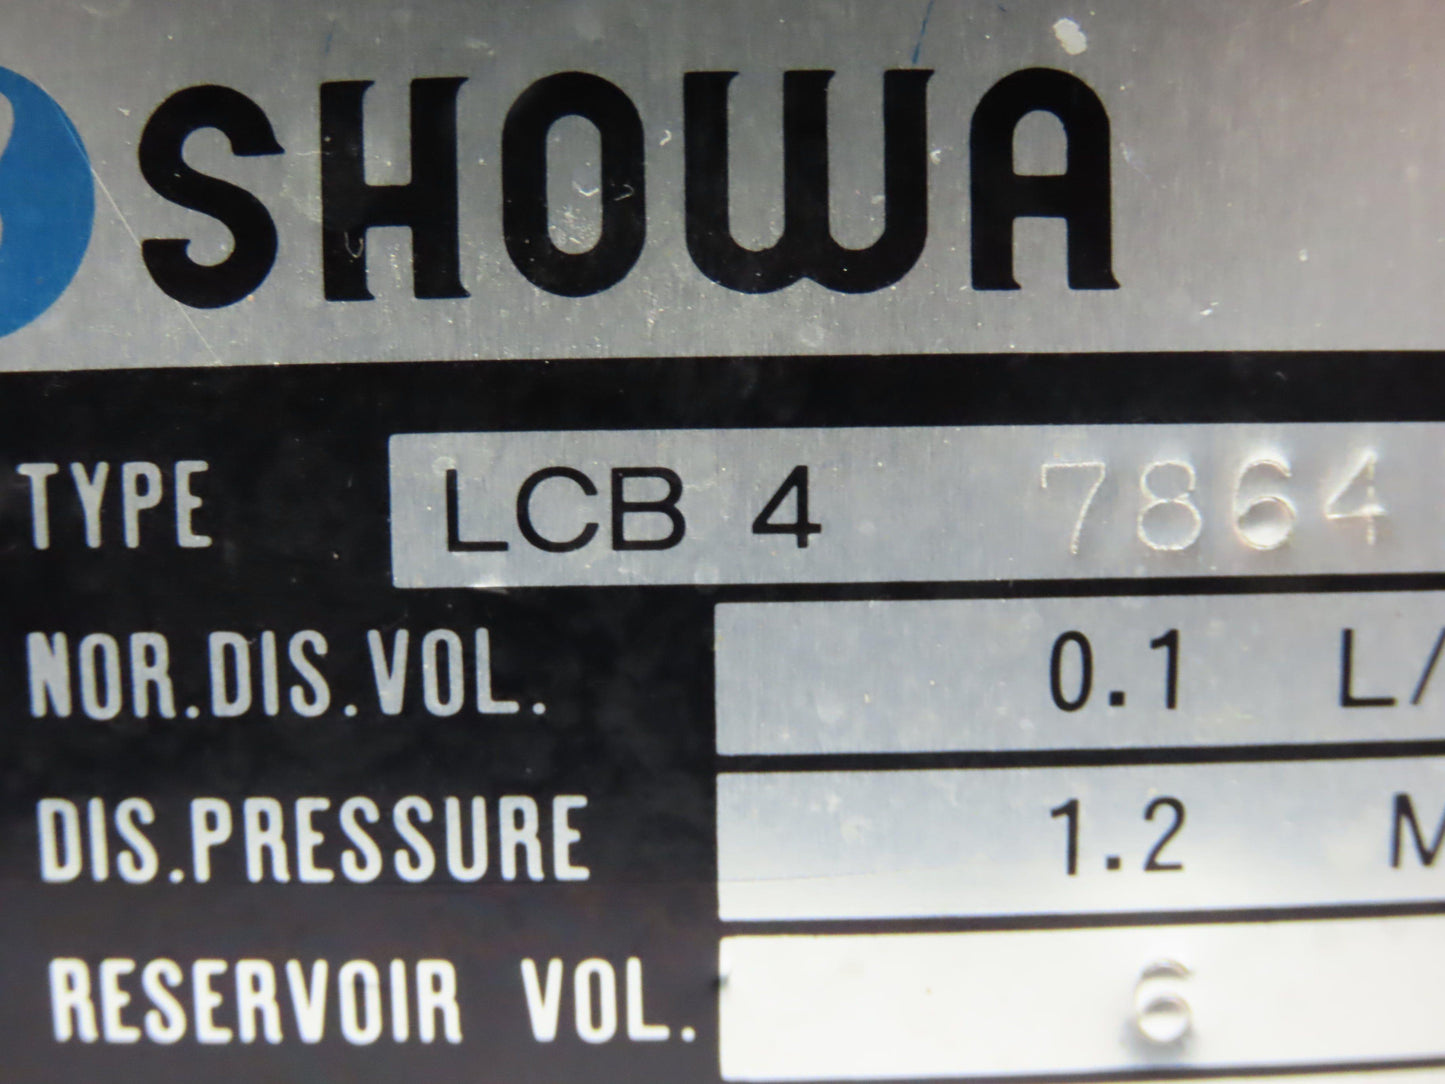 SHOWA
TYPE LCB 4 7864
NOR.DIS.VOL. 0.1 L/
DIS.PRESSURE 1.2 M
RESERVOIR VOL. 6